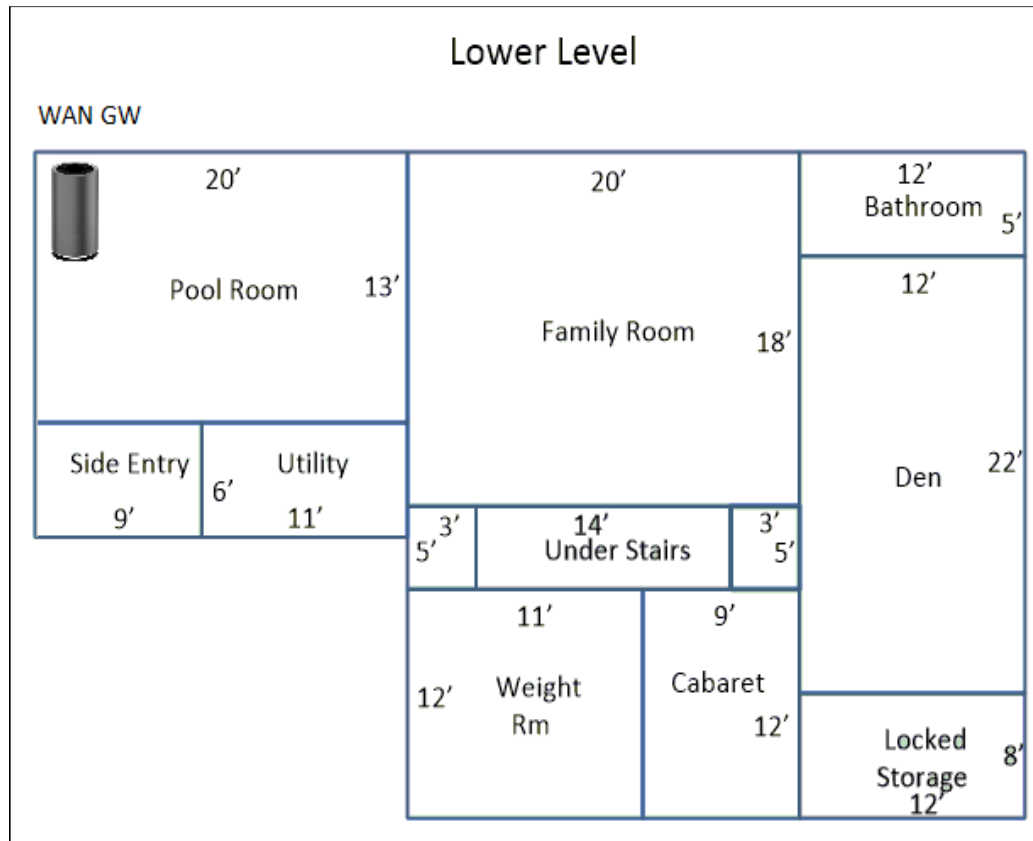 Lower Level
WAN GW
20′
20′
12′
Bathroom
5′
Pool Room
13′
Family Room
18′
12′
Den
22′
Side Entry
9′
6′
Utility
11′
3′
5′
14′
Under Stairs
3′
5′
11′
12′
Weight
Rm
9′
Cabaret
12′
Locked
Storage
8′
12′